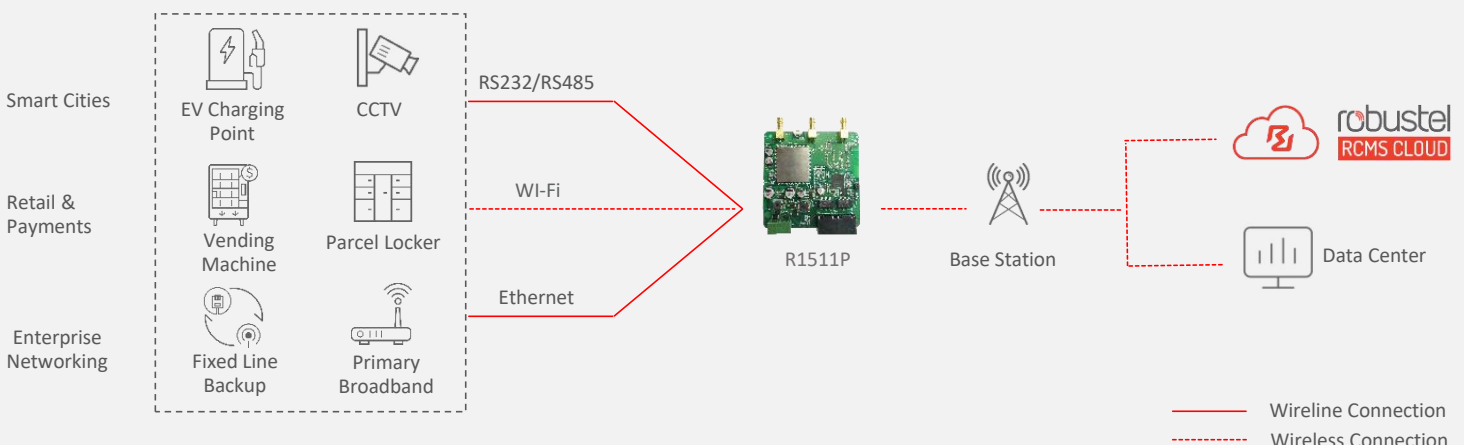 Smart Cities
EV Charging
Point
CCTV
Retail &
Payments
Vending
Machine
Parcel Locker
Enterprise
Networking
Fixed Line
Backup
Primary
Broadband
RS232/RS485
WI-Fi
Ethernet
R1511P
Base Station
robustel
RCMS CLOUD
Data Center
Wireline Connection
Wireless Connection